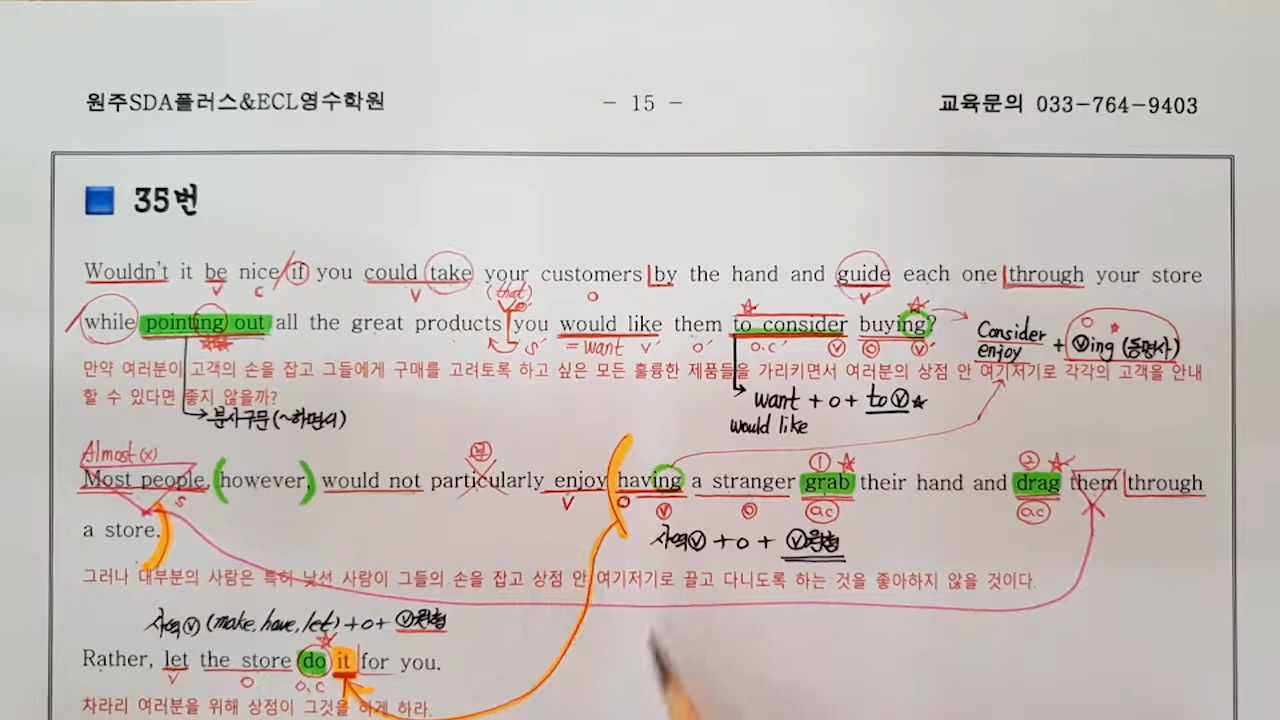 원주SDA플러스&ECL영수학원 - 15 - 교육문의 033-764-9403
35번
Wouldn't it be nice if you could take your customers by the hand and guide each one through your store
V C V (that) O V
while pointing out all the great products you would like them to consider buying?
S' = want V' O' O.C' V O V'
Consider enjoy + Ving (동명사)
O
만약 여러분이 고객의 손을 잡고 그들에게 구매를 고려토록 하고 싶은 모든 훌륭한 제품들을 가리키면서 여러분의 상점 안 여기저기로 각각의 고객을 안내
할 수 있다면 좋지 않을까?
분사구문(~하면서)
want + O + to V
would like
Almost (x) 부 ① ②
Most people, however, would not particularly enjoy having a stranger grab their hand and drag them through
S V O V O O.C O.C
a store.
사역V + O + V원형
그러나 대부분의 사람은 특히 낯선 사람이 그들의 손을 잡고 상점 안 여기저기로 끌고 다니도록 하는 것을 좋아하지 않을 것이다.
사역V (make, have, let) + O + V원형
Rather, let the store do it for you.
V O O.C
차라리 여러분을 위해 상점이 그것을 하게 하라.